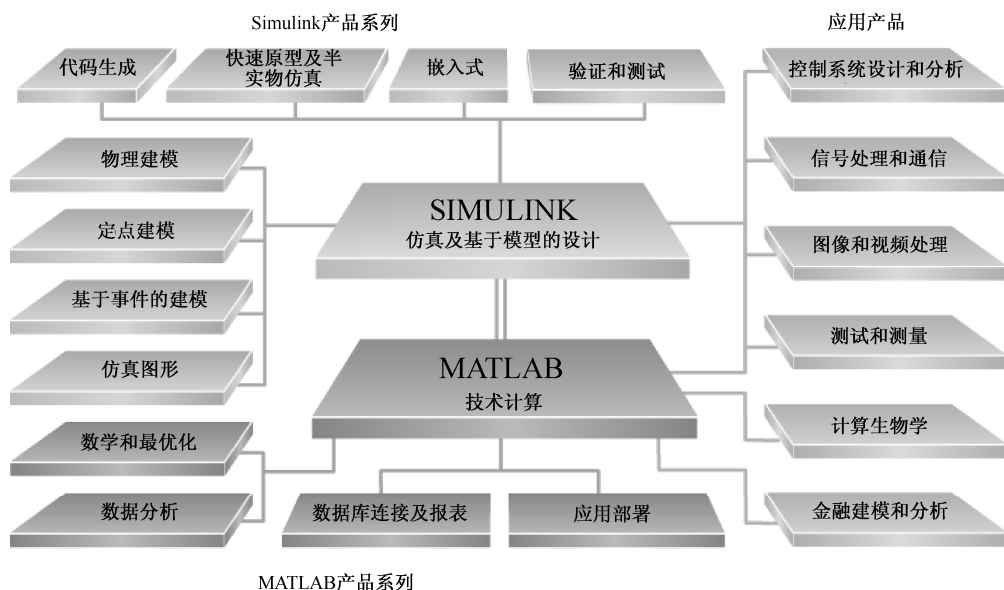 Simulink产品系列
应用产品
代码生成
快速原型及半
实物仿真
嵌入式
验证和测试
控制系统设计和分析
物理建模
信号处理和通信
SIMULINK
仿真及基于模型的设计
定点建模
图像和视频处理
基于事件的建模
测试和测量
仿真图形
MATLAB
技术计算
数学和最优化
计算生物学
数据分析
数据库连接及报表
应用部署
金融建模和分析
MATLAB产品系列